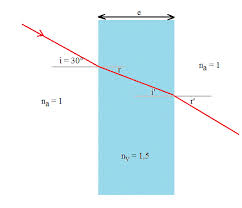 e
n_a = 1
i = 30°
r
i'
r'
n_a = 1
n_v = 1,5